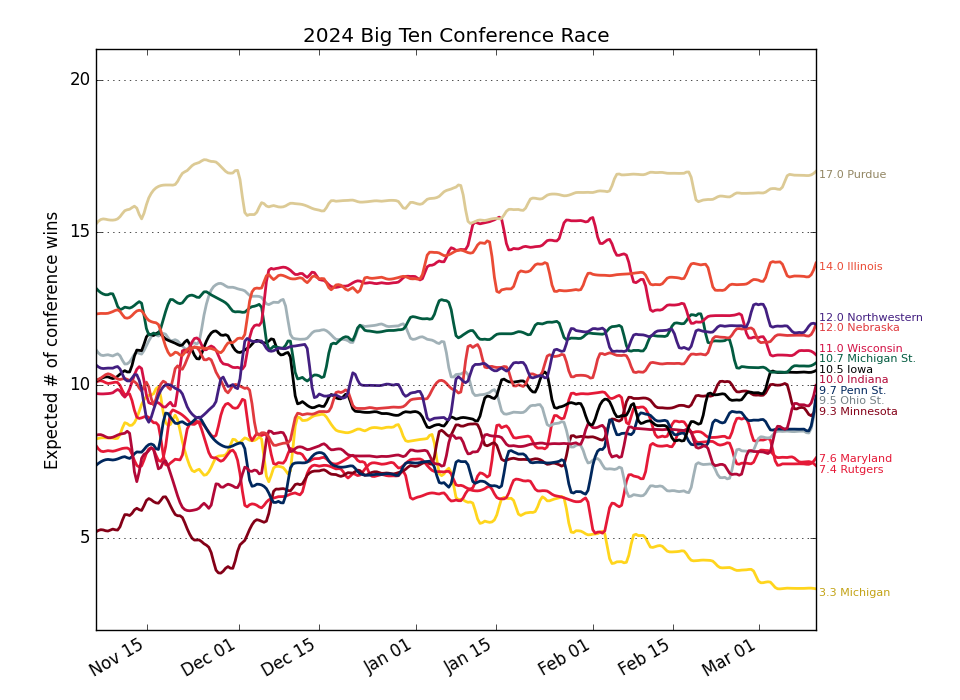 2024 Big Ten Conference Race
Expected # of conference wins
20
15
10
5
Nov 15
Dec 01
Dec 15
Jan 01
Jan 15
Feb 01
Feb 15
Mar 01
17.0 Purdue
14.0 Illinois
12.0 Northwestern
12.0 Nebraska
11.0 Wisconsin
10.7 Michigan St.
10.5 Iowa
10.0 Indiana
9.7 Penn St.
9.5 Ohio St.
9.3 Minnesota
7.6 Maryland
7.4 Rutgers
3.3 Michigan